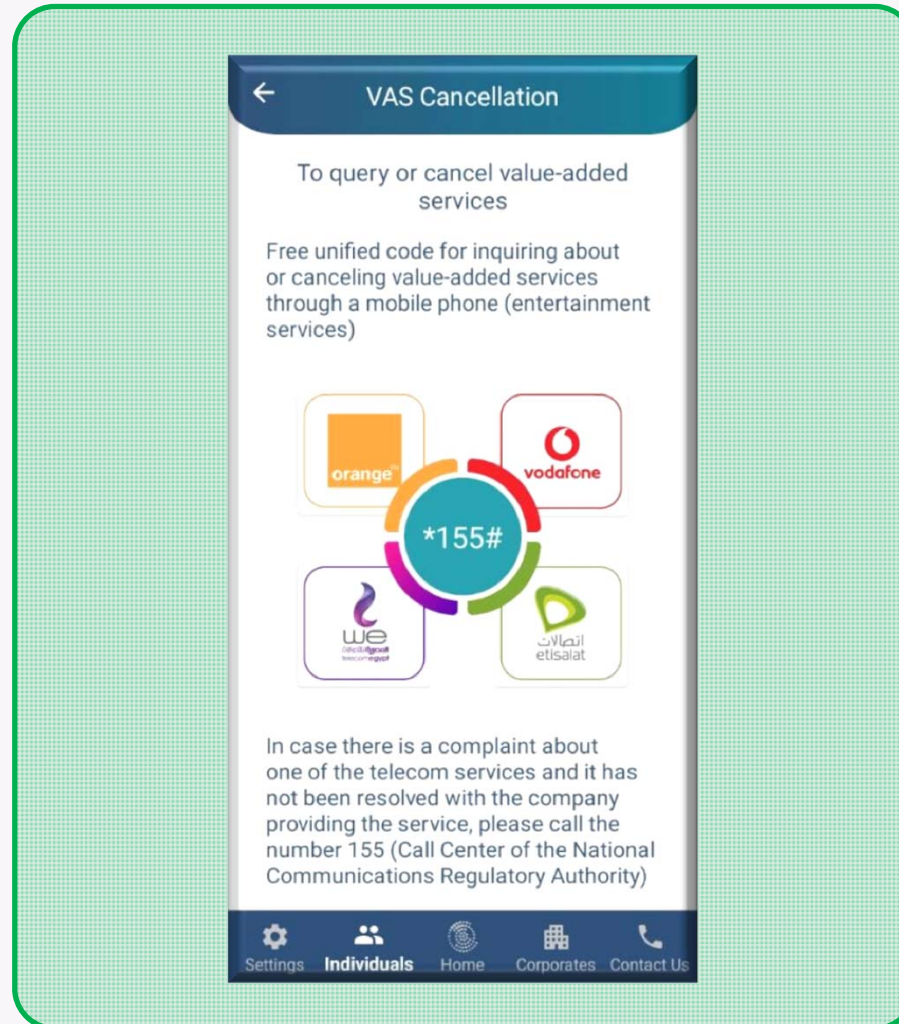 VAS Cancellation
To query or cancel value-added
services
Free unified code for inquiring about
or canceling value-added services
through a mobile phone (entertainment
services)
orange
vodafone
*155#
we
telecomegypt
اتصالات
etisalat
In case there is a complaint about
one of the telecom services and it has
not been resolved with the company
providing the service, please call the
number 155 (Call Center of the National
Communications Regulatory Authority)
Settings Individuals Home Corporates Contact Us